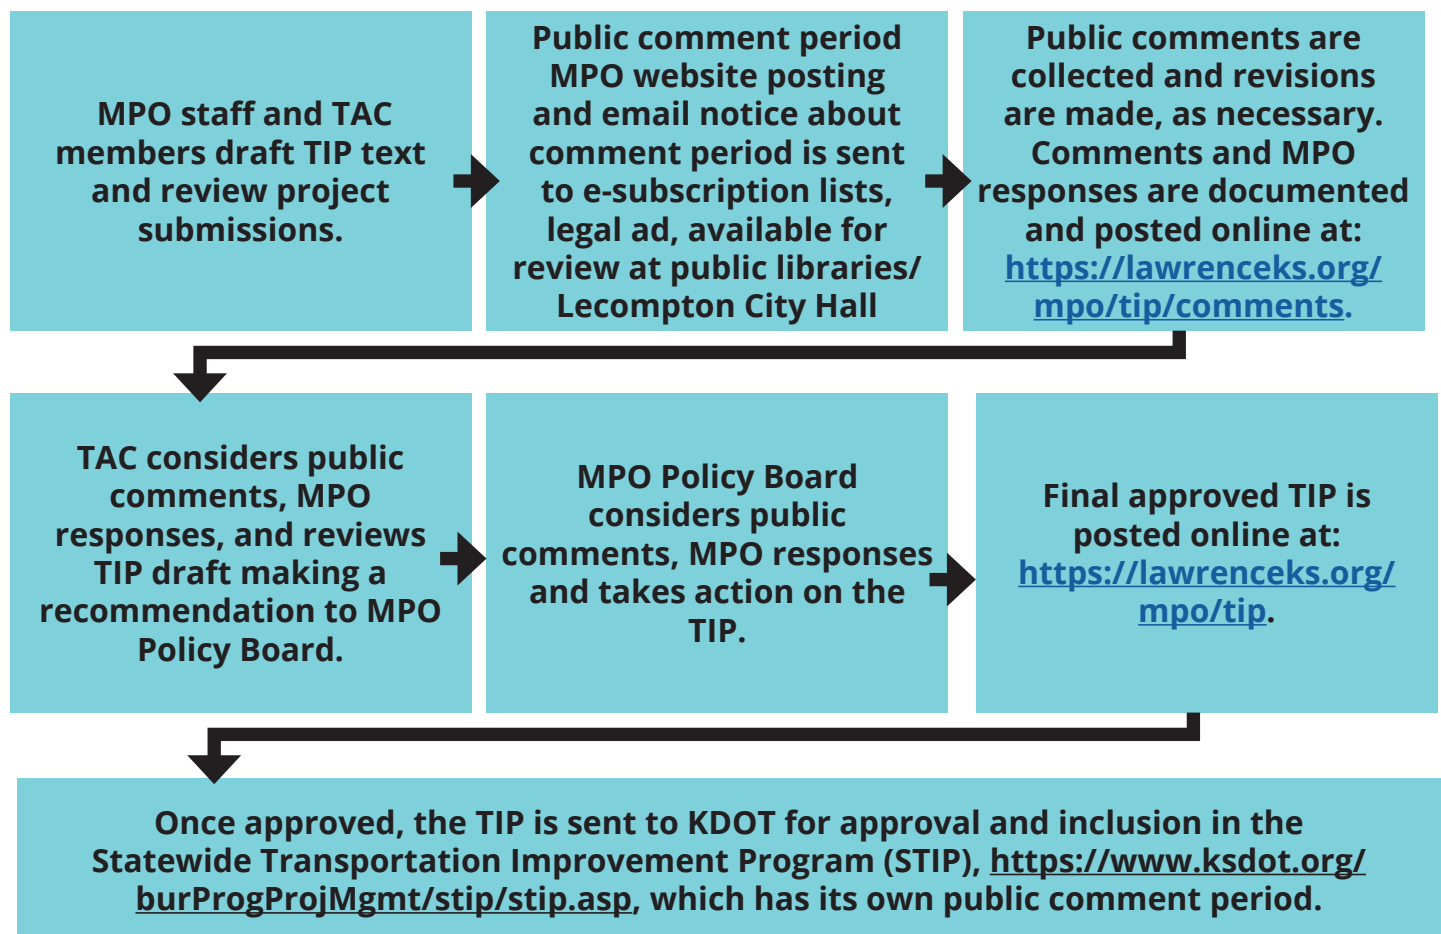 MPO staff and TAC
members draft TIP text
and review project
submissions.
Public comment period
MPO website posting
and email notice about
comment period is sent
to e-subscription lists,
legal ad, available for
review at public libraries/
Lecompton City Hall
Public comments are
collected and revisions
are made, as necessary.
Comments and MPO
responses are documented
and posted online at:
https://lawrenceks.org/
mpo/tip/comments.
TAC considers public
comments, MPO
responses, and reviews
TIP draft making a
recommendation to MPO
Policy Board.
MPO Policy Board
considers public
comments, MPO responses
and takes action on the
TIP.
Final approved TIP is
posted online at:
https://lawrenceks.org/
mpo/tip.
Once approved, the TIP is sent to KDOT for approval and inclusion in the
Statewide Transportation Improvement Program (STIP), https://www.ksdot.org/
burProgProjMgmt/stip/stip.asp, which has its own public comment period.